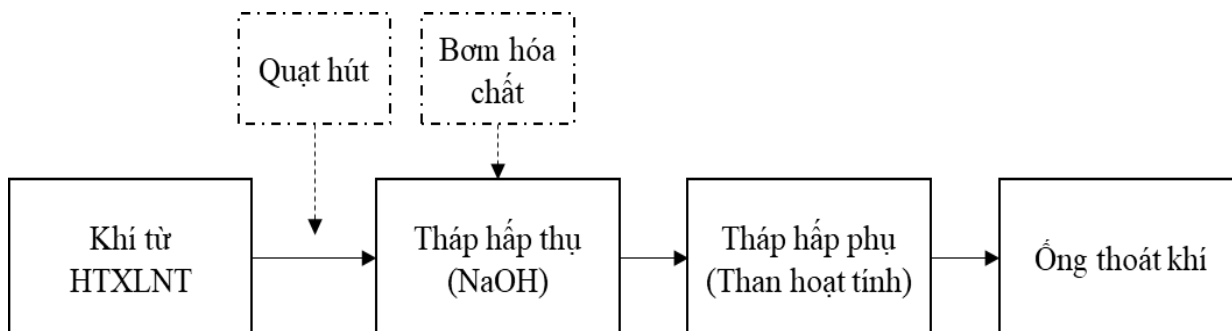 Quạt hút
Bơm hóa
chất
Khí từ
HTXLNT
Tháp hấp thụ
(NaOH)
Tháp hấp phụ
(Than hoạt tính)
Ống thoát khí